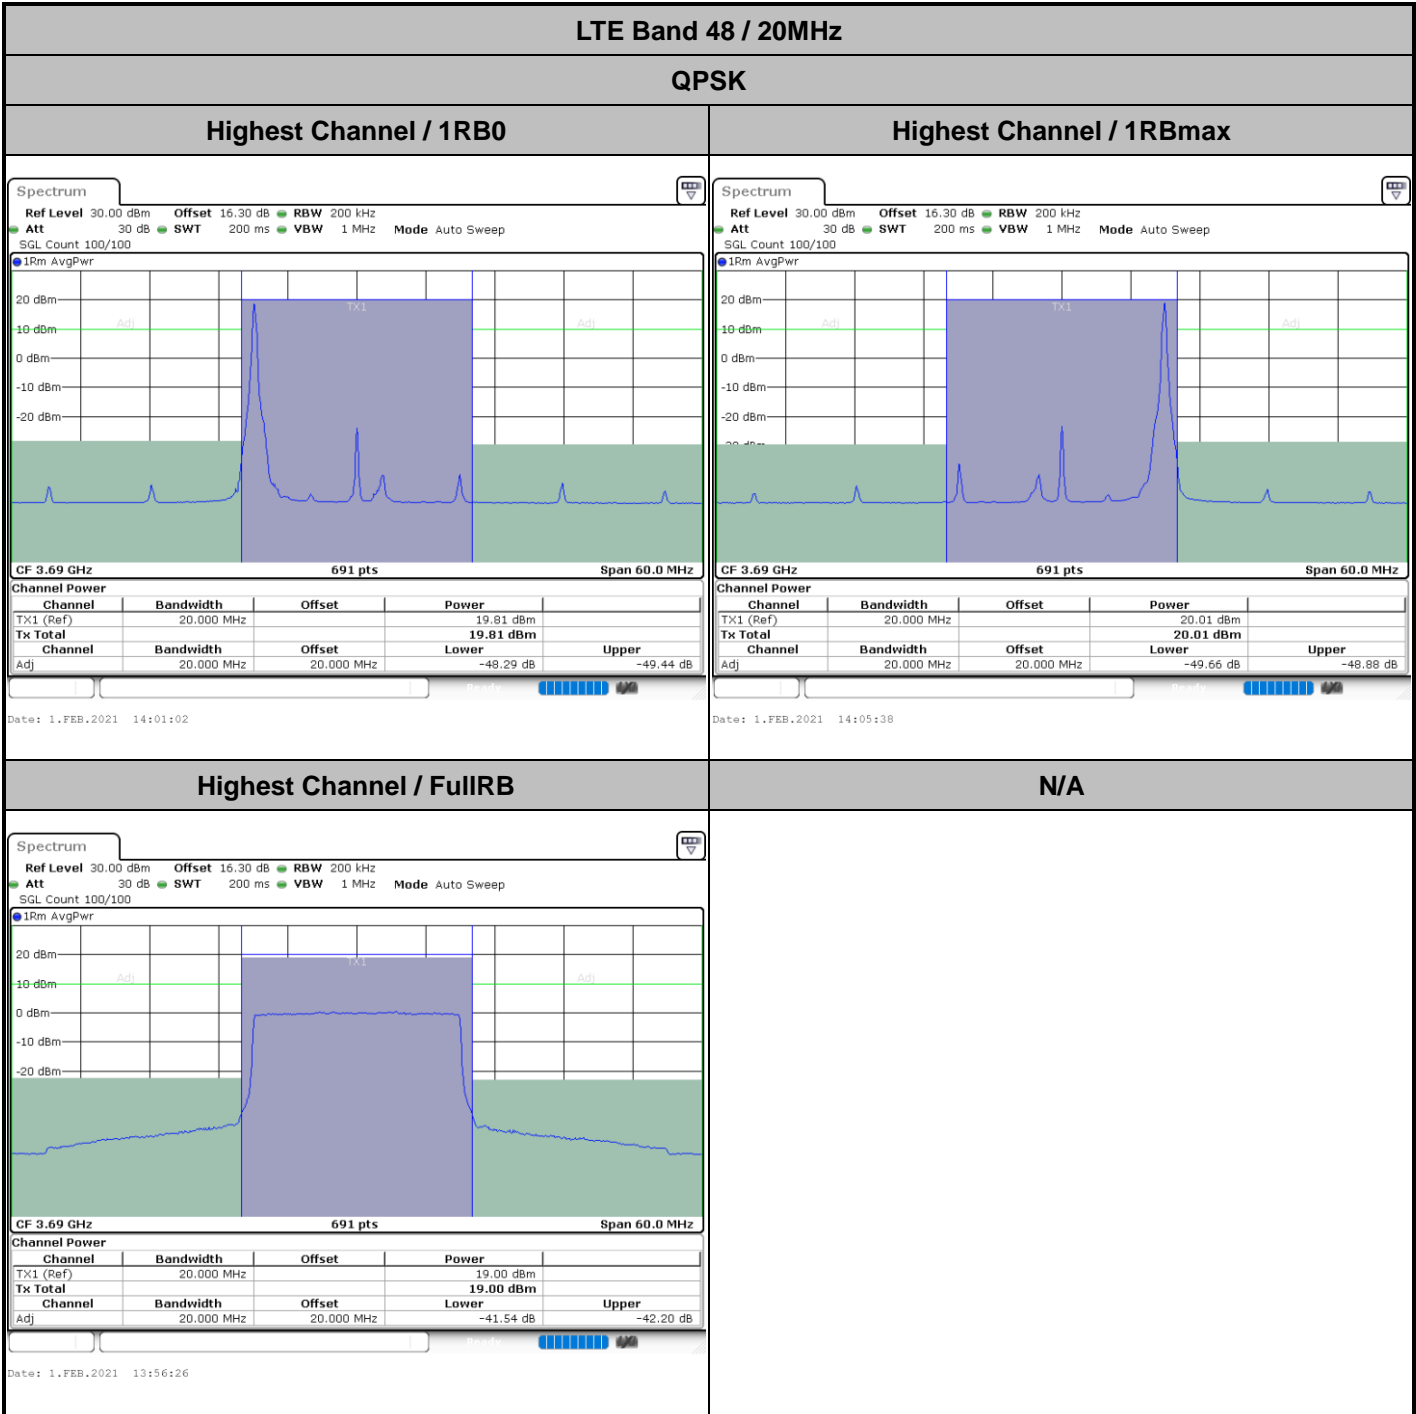 LTE Band 48 / 20MHz
QPSK
Highest Channel / 1RB0
Highest Channel / 1RBmax
Spectrum
Ref Level 30.00 dBm Offset 16.30 dB RBW 200 kHz
Att 30 dB SWT 200 ms VBW 1 MHz Mode Auto Sweep
SGL Count 100/100
1Rm AvgPwr
TX1
20 dBm
Adj
Adj
10 dBm
0 dBm
-10 dBm
-20 dBm
CF 3.69 GHz 691 pts Span 60.0 MHz
Channel Power
Channel Bandwidth Offset Power
TX1 (Ref) 20.000 MHz 19.81 dBm
Tx Total 19.81 dBm
Channel Bandwidth Offset Lower Upper
Adj 20.000 MHz 20.000 MHz -48.29 dB -49.44 dB
Ready
Date: 1.FEB.2021 14:01:02
Spectrum
Ref Level 30.00 dBm Offset 16.30 dB RBW 200 kHz
Att 30 dB SWT 200 ms VBW 1 MHz Mode Auto Sweep
SGL Count 100/100
1Rm AvgPwr
TX1
20 dBm
Adj
Adj
10 dBm
0 dBm
-10 dBm
-20 dBm
CF 3.69 GHz 691 pts Span 60.0 MHz
Channel Power
Channel Bandwidth Offset Power
TX1 (Ref) 20.000 MHz 20.01 dBm
Tx Total 20.01 dBm
Channel Bandwidth Offset Lower Upper
Adj 20.000 MHz 20.000 MHz -49.66 dB -48.88 dB
Ready
Date: 1.FEB.2021 14:05:38
Highest Channel / FullRB
N/A
Spectrum
Ref Level 30.00 dBm Offset 16.30 dB RBW 200 kHz
Att 30 dB SWT 200 ms VBW 1 MHz Mode Auto Sweep
SGL Count 100/100
1Rm AvgPwr
20 dBm
TX1
Adj
Adj
10 dBm
0 dBm
-10 dBm
-20 dBm
CF 3.69 GHz 691 pts Span 60.0 MHz
Channel Power
Channel Bandwidth Offset Power
TX1 (Ref) 20.000 MHz 19.00 dBm
Tx Total 19.00 dBm
Channel Bandwidth Offset Lower Upper
Adj 20.000 MHz 20.000 MHz -41.54 dB -42.20 dB
Ready
Date: 1.FEB.2021 13:56:26